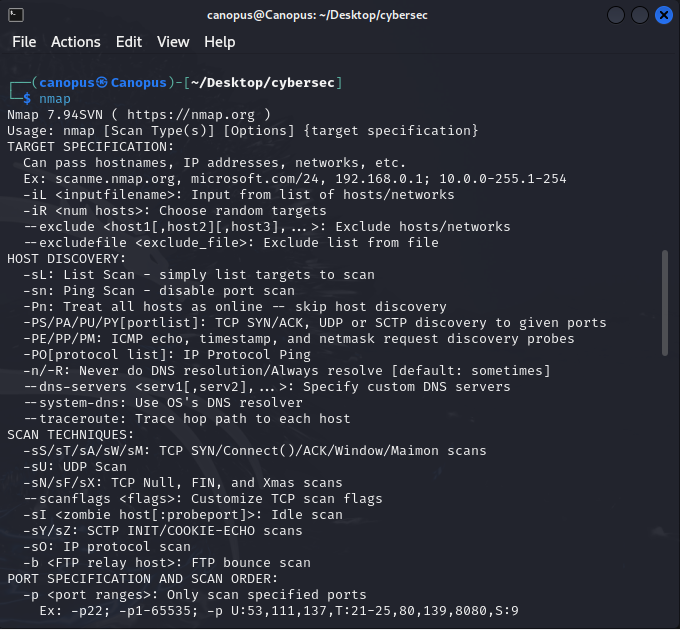 canopus@Canopus: ~/Desktop/cybersec
File Actions Edit View Help
┌──(canopus㉿Canopus)-[~/Desktop/cybersec]
└─$ nmap
Nmap 7.94SVN ( https://nmap.org )
Usage: nmap [Scan Type(s)] [Options] {target specification}
TARGET SPECIFICATION:
  Can pass hostnames, IP addresses, networks, etc.
  Ex: scanme.nmap.org, microsoft.com/24, 192.168.0.1; 10.0.0-255.1-254
  -iL <inputfilename>: Input from list of hosts/networks
  -iR <num hosts>: Choose random targets
  --exclude <host1[,host2][,host3],...>: Exclude hosts/networks
  --excludefile <exclude_file>: Exclude list from file
HOST DISCOVERY:
  -sL: List Scan - simply list targets to scan
  -sn: Ping Scan - disable port scan
  -Pn: Treat all hosts as online -- skip host discovery
  -PS/PA/PU/PY[portlist]: TCP SYN/ACK, UDP or SCTP discovery to given ports
  -PE/PP/PM: ICMP echo, timestamp, and netmask request discovery probes
  -PO[protocol list]: IP Protocol Ping
  -n/-R: Never do DNS resolution/Always resolve [default: sometimes]
  --dns-servers <serv1[,serv2],...>: Specify custom DNS servers
  --system-dns: Use OS's DNS resolver
  --traceroute: Trace hop path to each host
SCAN TECHNIQUES:
  -sS/sT/sA/sW/sM: TCP SYN/Connect()/ACK/Window/Maimon scans
  -sU: UDP Scan
  -sN/sF/sX: TCP Null, FIN, and Xmas scans
  --scanflags <flags>: Customize TCP scan flags
  -sI <zombie host[:probeport]>: Idle scan
  -sY/sZ: SCTP INIT/COOKIE-ECHO scans
  -sO: IP protocol scan
  -b <FTP relay host>: FTP bounce scan
PORT SPECIFICATION AND SCAN ORDER:
  -p <port ranges>: Only scan specified ports
    Ex: -p22; -p1-65535; -p U:53,111,137,T:21-25,80,139,8080,S:9